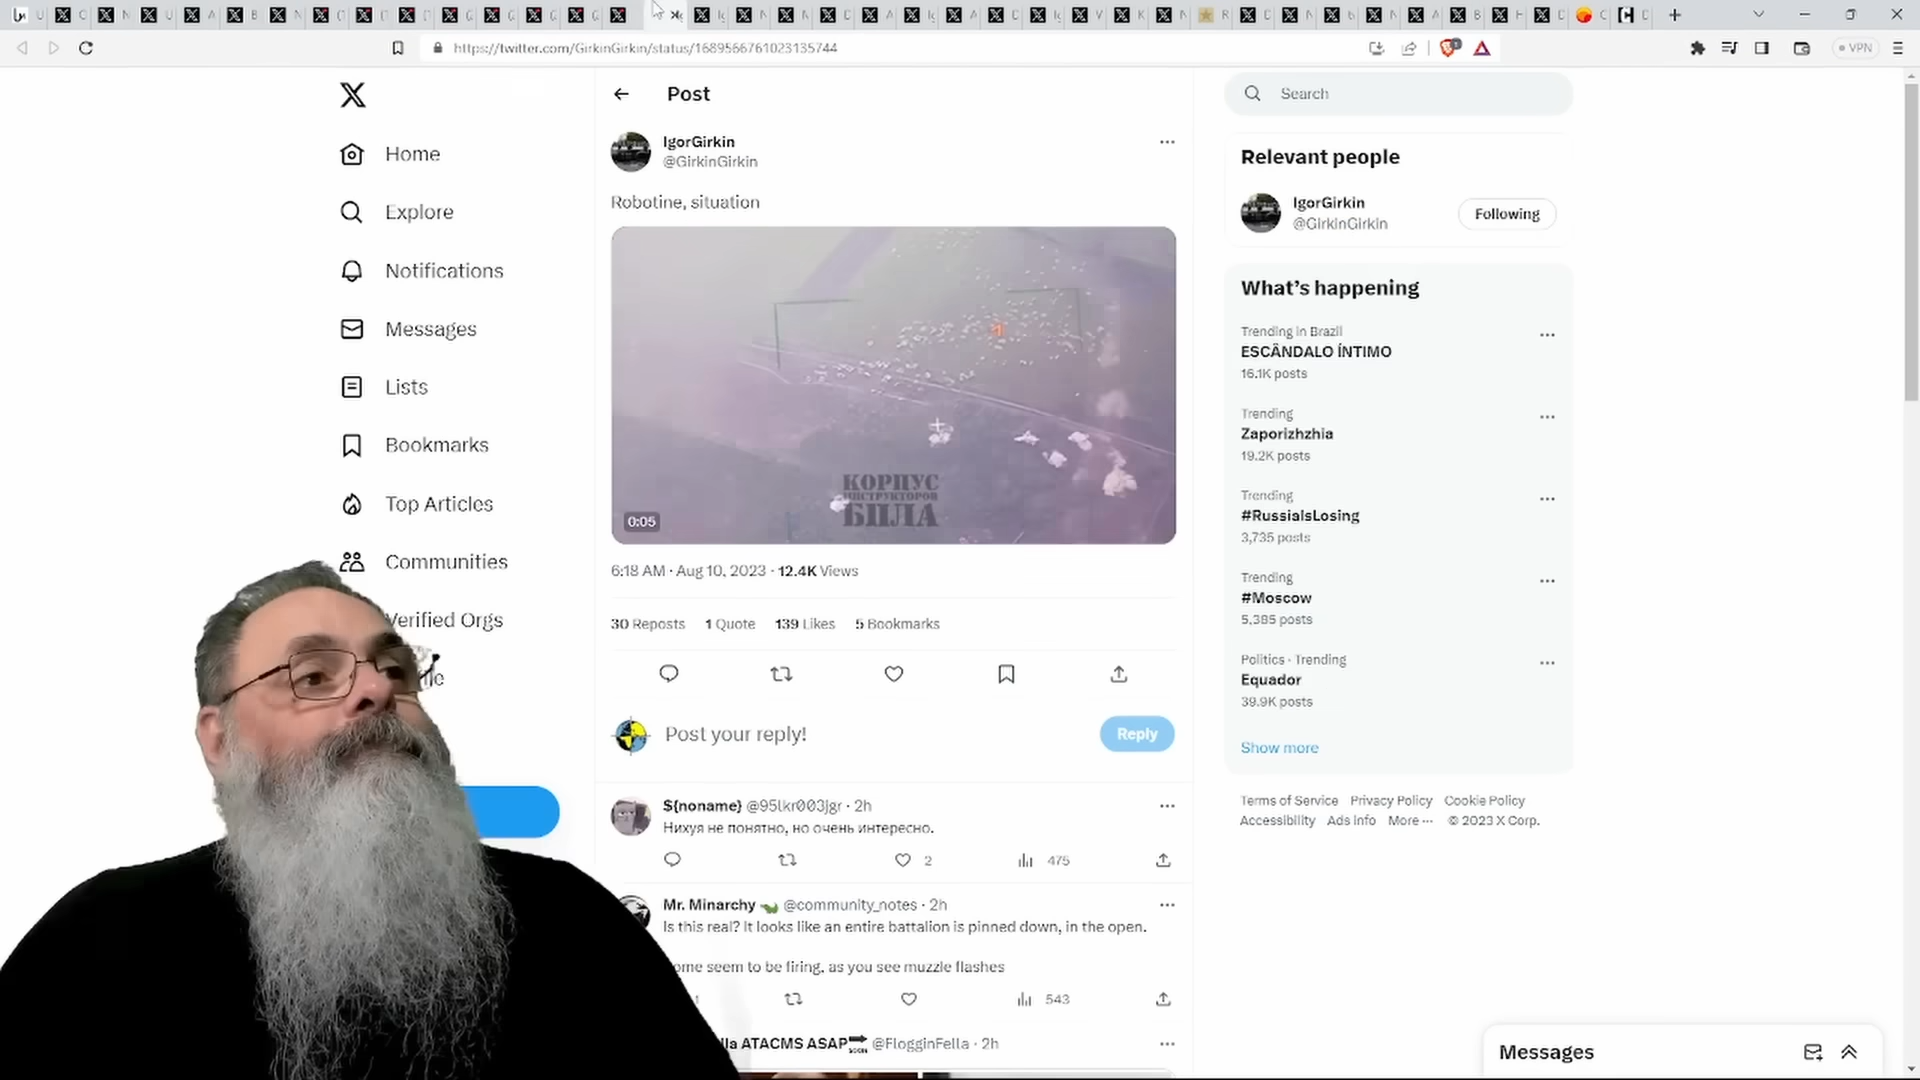 https://twitter.com/GirkinGirkin/status/1689566761023135744
VPN
Home
Explore
Notifications
Messages
Lists
Bookmarks
Top Articles
Communities
Verified Orgs
Post
IgorGirkin
@GirkinGirkin
Robotine, situation
КОРПУС
ИНСТРУКТОРОВ
БПЛА
0:05
6:18 AM · Aug 10, 2023 · 12.4K Views
30 Reposts 1 Quote 139 Likes 5 Bookmarks
Post your reply!
Reply
${noname} @95lkr003jgr · 2h
Нихуя не понятно, но очень интересно.
2 475
Mr. Minarchy @community_notes · 2h
Is this real? It looks like an entire battalion is pinned down, in the open.
ome seem to be firing, as you see muzzle flashes
543
lla ATACMS ASAP @FlogginFella · 2h
Search
Relevant people
IgorGirkin
@GirkinGirkin
Following
What's happening
Trending in Brazil
ESCÂNDALO ÍNTIMO
16.1K posts
Trending
Zaporizhzhia
19.2K posts
Trending
#RussiaIsLosing
3,735 posts
Trending
#Moscow
5,385 posts
Politics · Trending
Equador
39.9K posts
Show more
Terms of Service Privacy Policy Cookie Policy
Accessibility Ads info More ··· © 2023 X Corp.
Messages